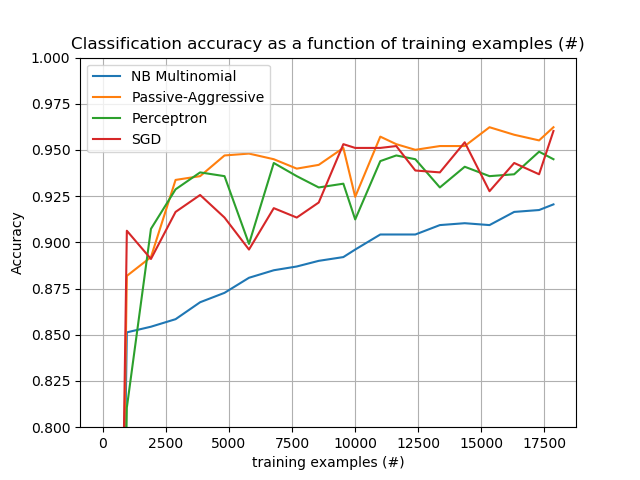 Classification accuracy as a function of training examples (#)
1.000
0.975
0.950
0.925
0.900
0.875
0.850
0.825
0.800
Accuracy
NB Multinomial
Passive-Aggressive
Perceptron
SGD
0 2500 5000 7500 10000 12500 15000 17500
training examples (#)